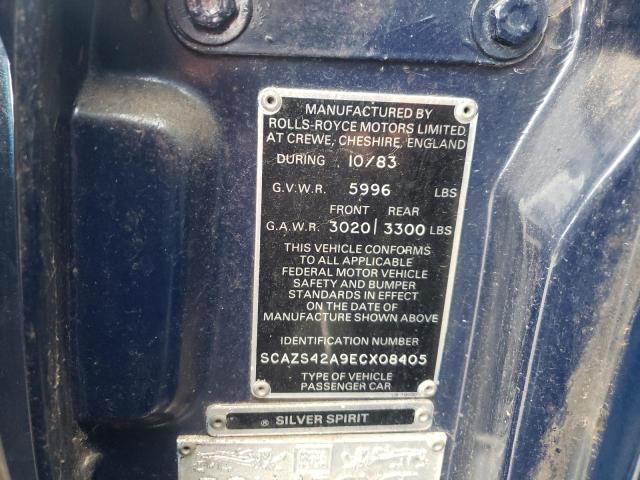 MANUFACTURED BY
ROLLS-ROYCE MOTORS LIMITED
AT CREWE, CHESHIRE, ENGLAND
DURING 10/83
G.V.W.R. 5996 LBS
FRONT REAR
G.A.W.R. 3020 | 3300 LBS
THIS VEHICLE CONFORMS
TO ALL APPLICABLE
FEDERAL MOTOR VEHICLE
SAFETY AND BUMPER
STANDARDS IN EFFECT
ON THE DATE OF
MANUFACTURE SHOWN ABOVE
IDENTIFICATION NUMBER
SCAZS42A9ECX08405
TYPE OF VEHICLE
PASSENGER CAR
® SILVER SPIRIT